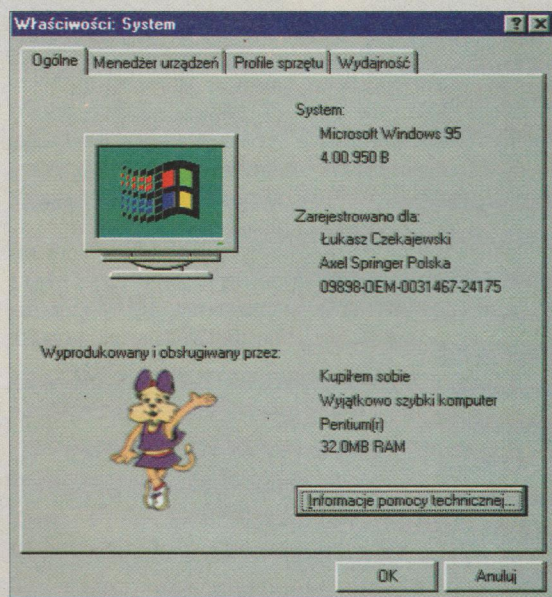 Właściwości: System
Ogólne
Menedżer urządzeń
Profile sprzętu
Wydajność
System:
Microsoft Windows 95
4.00.950 B
Zarejestrowano dla:
Łukasz Czekajewski
Axel Springer Polska
09898-OEM-0031467-24175
Wyprodukowany i obsługiwany przez:
Kupiłem sobie
Wyjątkowo szybki komputer
Pentium(r)
32.0MB RAM
Informacje pomocy technicznej...
OK
Anuluj